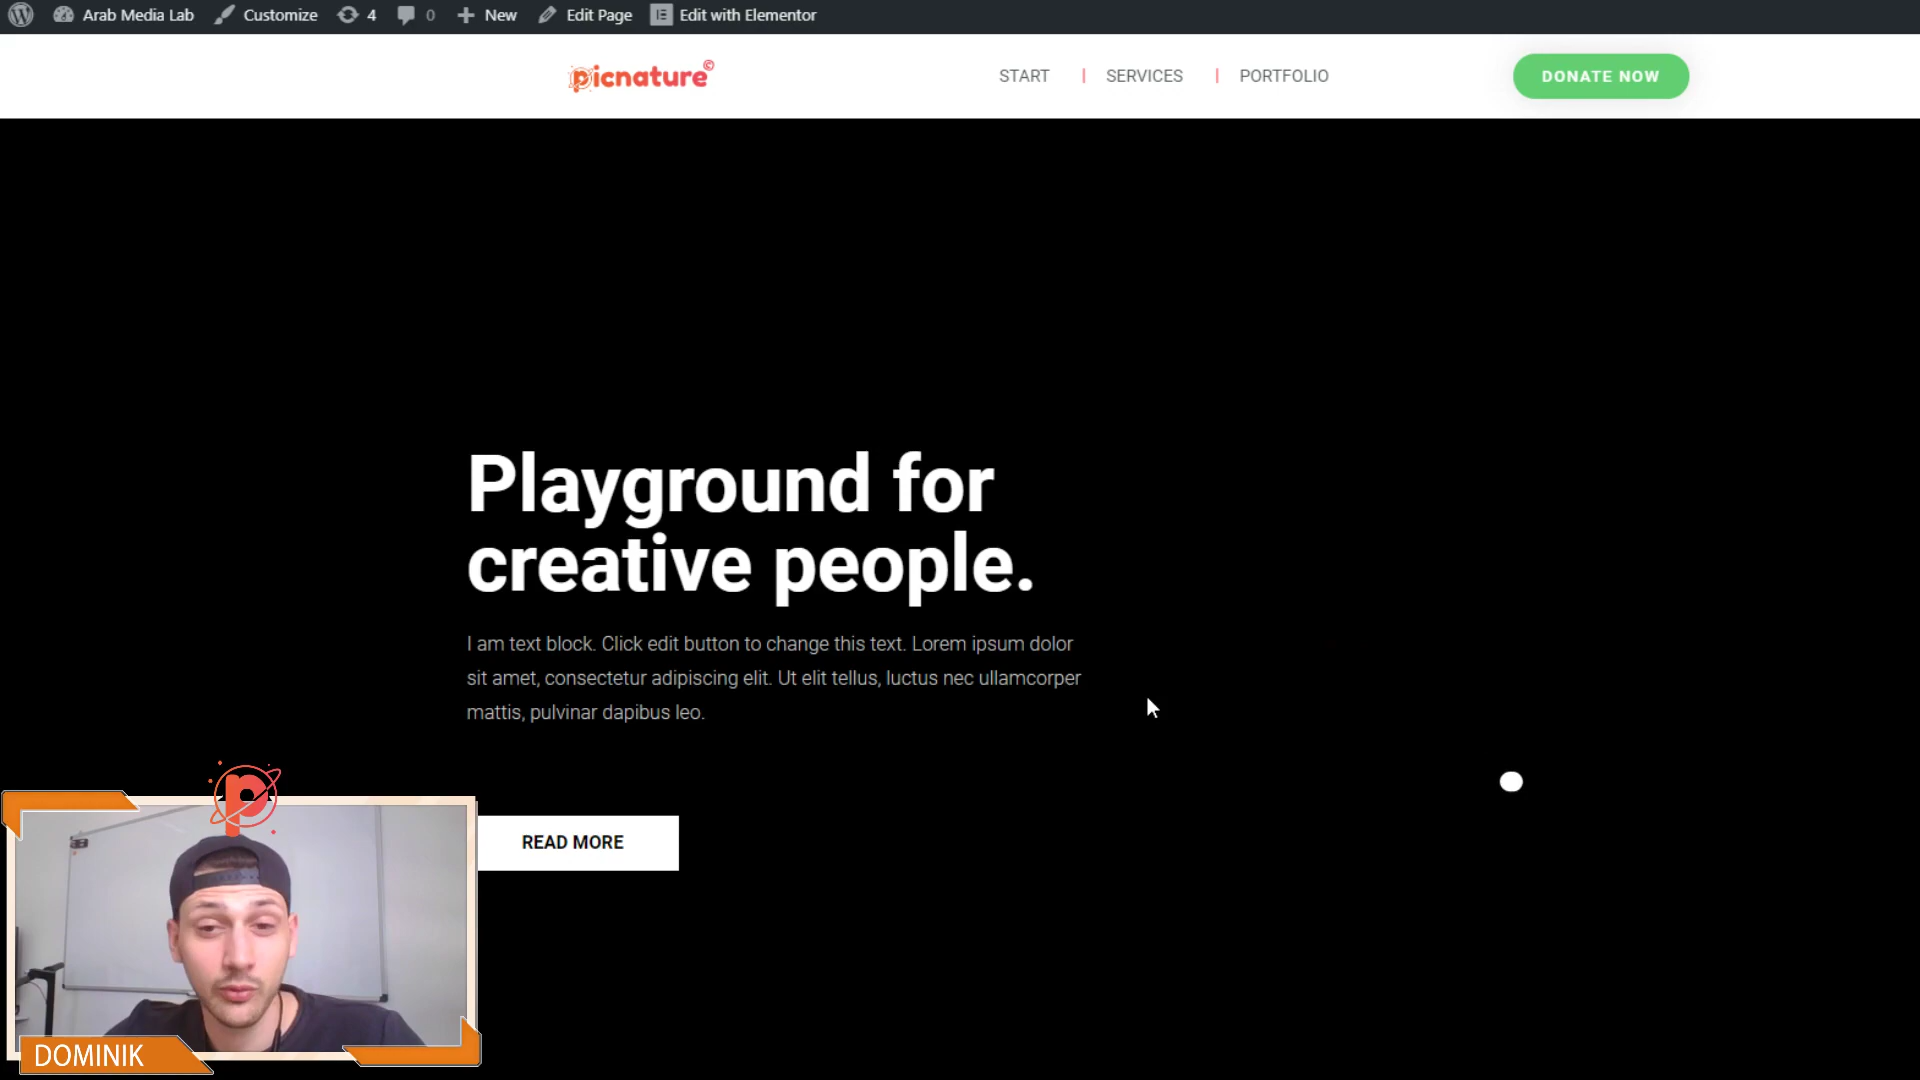 Arab Media Lab Customize 4 0 New Edit Page Edit with Elementor
picnature©
START | SERVICES | PORTFOLIO
DONATE NOW
Playground for
creative people.
I am text block. Click edit button to change this text. Lorem ipsum dolor
sit amet, consectetur adipiscing elit. Ut elit tellus, luctus nec ullamcorper
mattis, pulvinar dapibus leo.
READ MORE
p
DOMINIK